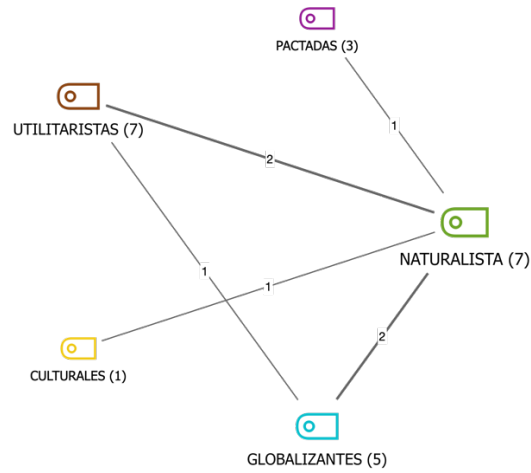 PACTADAS (3)
UTILITARISTAS (7)
1
2
NATURALISTA (7)
1
1
2
CULTURALES (1)
GLOBALIZANTES (5)